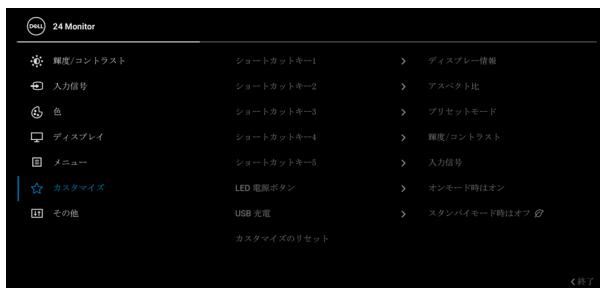 DELL 24 Monitor
輝度/コントラスト ショートカットキー1 > ディスプレー情報
入力信号 ショートカットキー2 > アスペクト比
色 ショートカットキー3 > プリセットモード
ディスプレイ ショートカットキー4 > 輝度/コントラスト
メニュー ショートカットキー5 > 入力信号
カスタマイズ LED 電源ボタン > オンモード時はオン
その他 USB 充電 > スタンバイモード時はオフ
カスタマイズのリセット
<終了